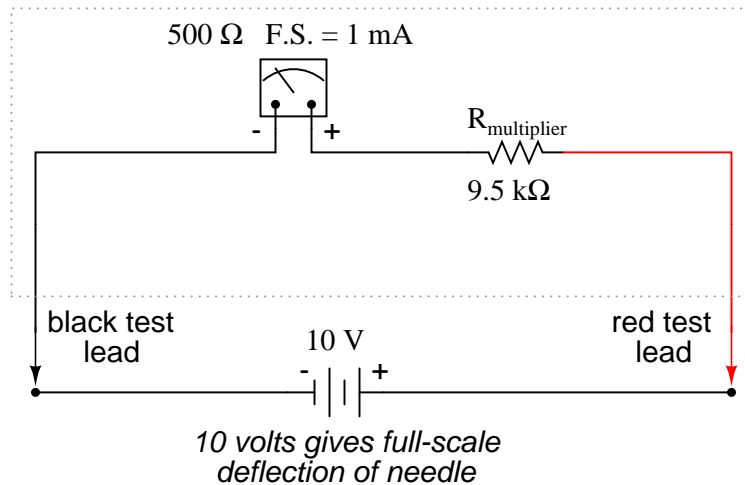 500 Ω F.S. = 1 mA
- +
Rmultiplier
9.5 kΩ
black test
lead
red test
lead
10 V
- +
10 volts gives full-scale
deflection of needle